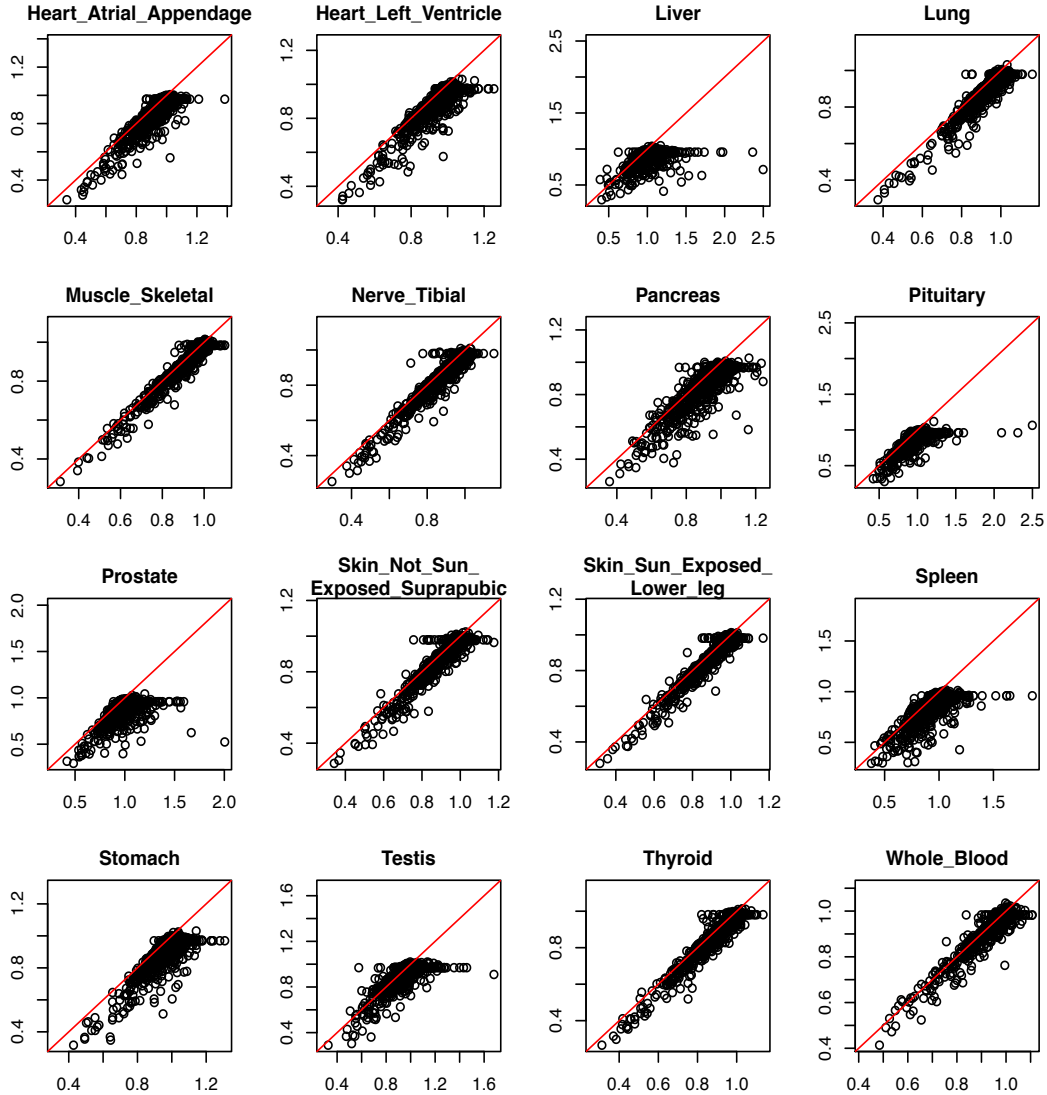 Heart_Atrial_Appendage
0.4 0.8 1.2
0.4 0.8 1.2
Heart_Left_Ventricle
0.4 0.8 1.2
0.4 0.8 1.2
Liver
0.5 1.5 2.5
0.5 1.0 1.5 2.0 2.5
Lung
0.4 0.8
0.4 0.6 0.8 1.0
Muscle_Skeletal
0.4 0.8
0.4 0.6 0.8 1.0
Nerve_Tibial
0.4 0.8
0.4 0.8
Pancreas
0.4 0.8 1.2
0.4 0.8 1.2
Pituitary
0.5 1.5 2.5
0.5 1.0 1.5 2.0 2.5
Prostate
0.5 1.0 1.5 2.0
0.5 1.0 1.5 2.0
Skin_Not_Sun_
Exposed_Suprapubic
0.4 0.8 1.2
0.4 0.6 0.8 1.0 1.2
Skin_Sun_Exposed_
Lower_leg
0.4 0.8 1.2
0.4 0.6 0.8 1.0 1.2
Spleen
0.5 1.0 1.5
0.5 1.0 1.5
Stomach
0.4 0.8 1.2
0.4 0.8 1.2
Testis
0.4 0.8 1.2 1.6
0.4 0.8 1.2 1.6
Thyroid
0.4 0.8
0.4 0.6 0.8 1.0
Whole_Blood
0.4 0.6 0.8 1.0
0.4 0.6 0.8 1.0